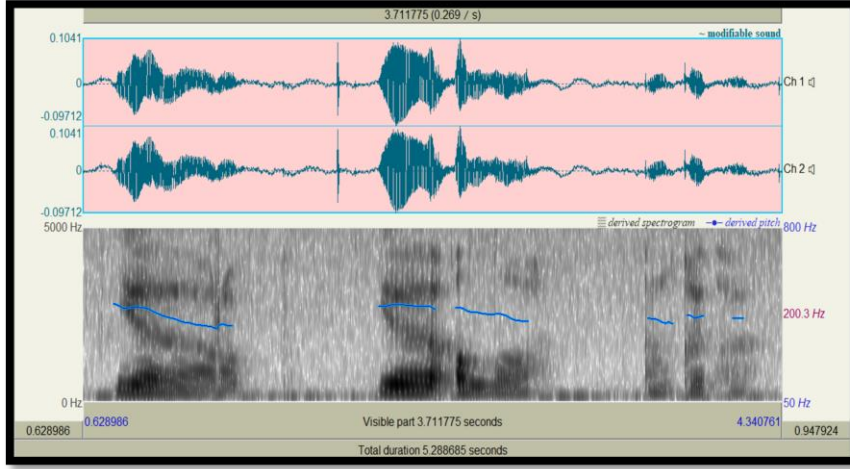 3.711775 (0.269 / s)
~ modifiable sound
0.1041
0
-0.09712
Ch 1
0.1041
0
-0.09712
Ch 2
derived spectrogram derived pitch
5000 Hz
800 Hz
200.3 Hz
0 Hz
50 Hz
0.628986
0.628986
Visible part 3.711775 seconds
4.340761
0.947924
Total duration 5.288685 seconds